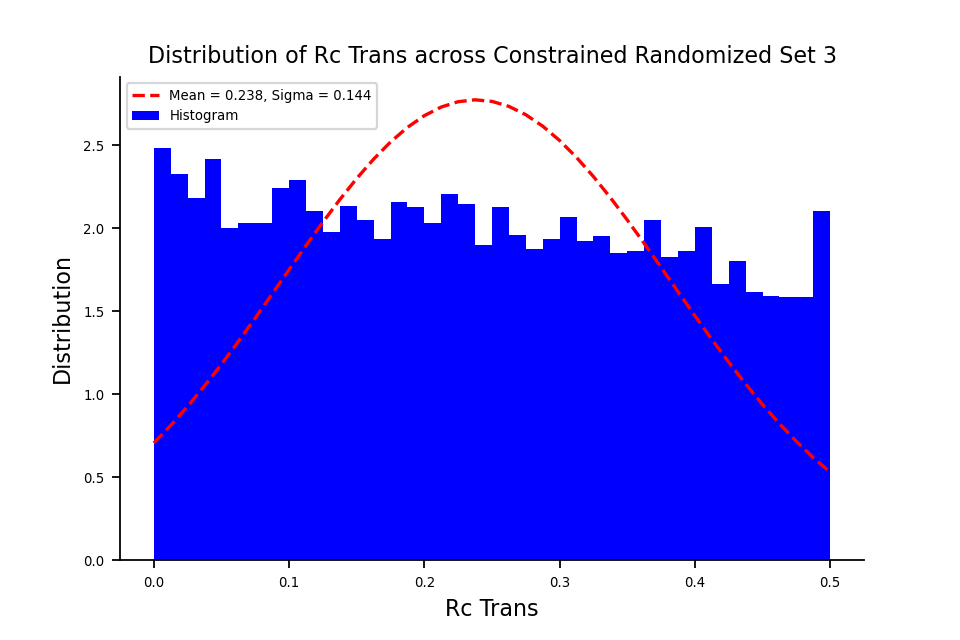 Distribution of Rc Trans across Constrained Randomized Set 3
Mean = 0.238, Sigma = 0.144
Histogram
Distribution
2.5
2.0
1.5
1.0
0.5
0.0
0.0 0.1 0.2 0.3 0.4 0.5
Rc Trans